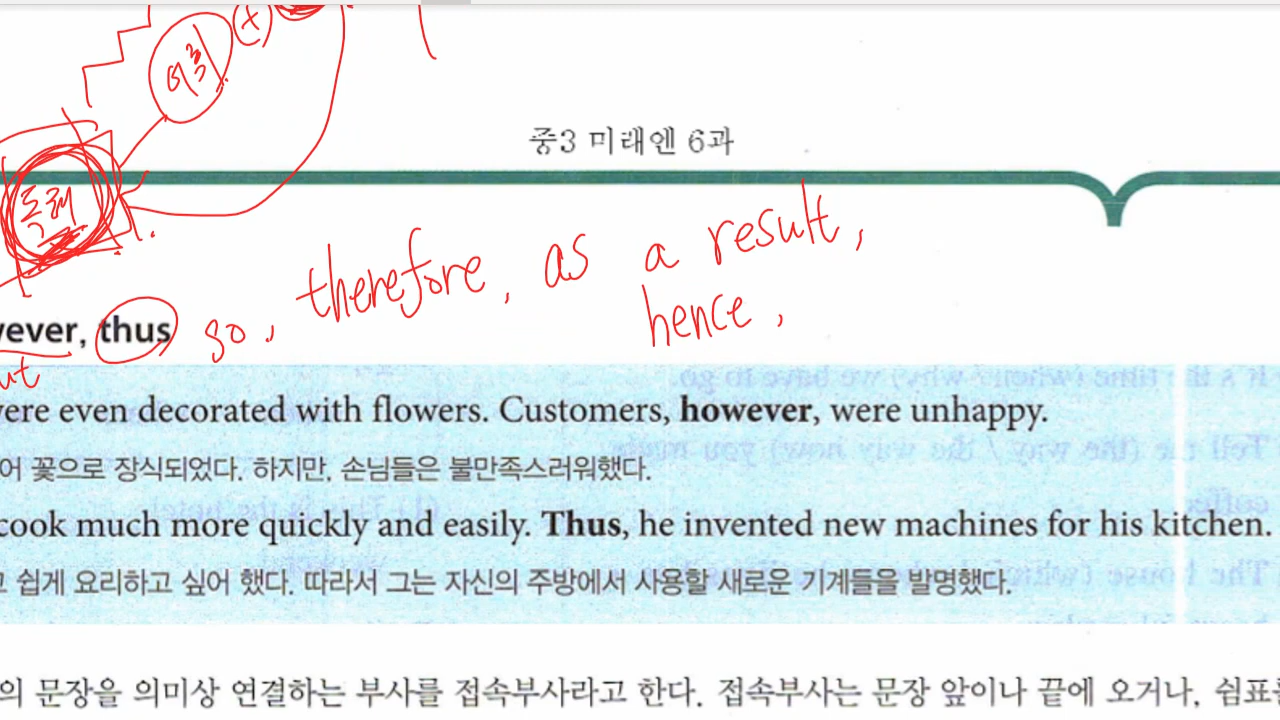 어휘
중3 미래엔 6과
독해
so, therefore, as a result,
hence,
wever, thus
ut
were even decorated with flowers. Customers, however, were unhappy.
어 꽃으로 장식되었다. 하지만, 손님들은 불만족스러워했다.
cook much more quickly and easily. Thus, he invented new machines for his kitchen.
고 쉽게 요리하고 싶어 했다. 따라서 그는 자신의 주방에서 사용할 새로운 기계들을 발명했다.
의 문장을 의미상 연결하는 부사를 접속부사라고 한다. 접속부사는 문장 앞이나 끝에 오거나, 쉼표를